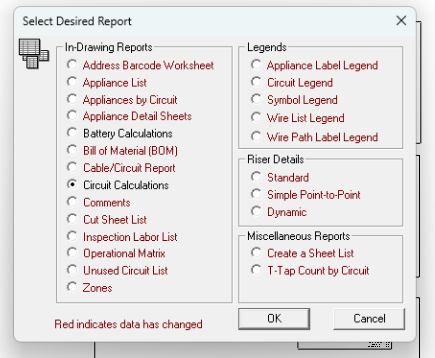 Select Desired Report
In-Drawing Reports
Address Barcode Worksheet
Appliance List
Appliances by Circuit
Appliance Detail Sheets
Battery Calculations
Bill of Material (BOM)
Cable/Circuit Report
Circuit Calculations
Comments
Cut Sheet List
Inspection Labor List
Operational Matrix
Unused Circuit List
Zones
Red indicates data has changed
Legends
Appliance Label Legend
Circuit Legend
Symbol Legend
Wire List Legend
Wire Path Label Legend
Riser Details
Standard
Simple Point-to-Point
Dynamic
Miscellaneous Reports
Create a Sheet List
T-Tap Count by Circuit
OK
Cancel